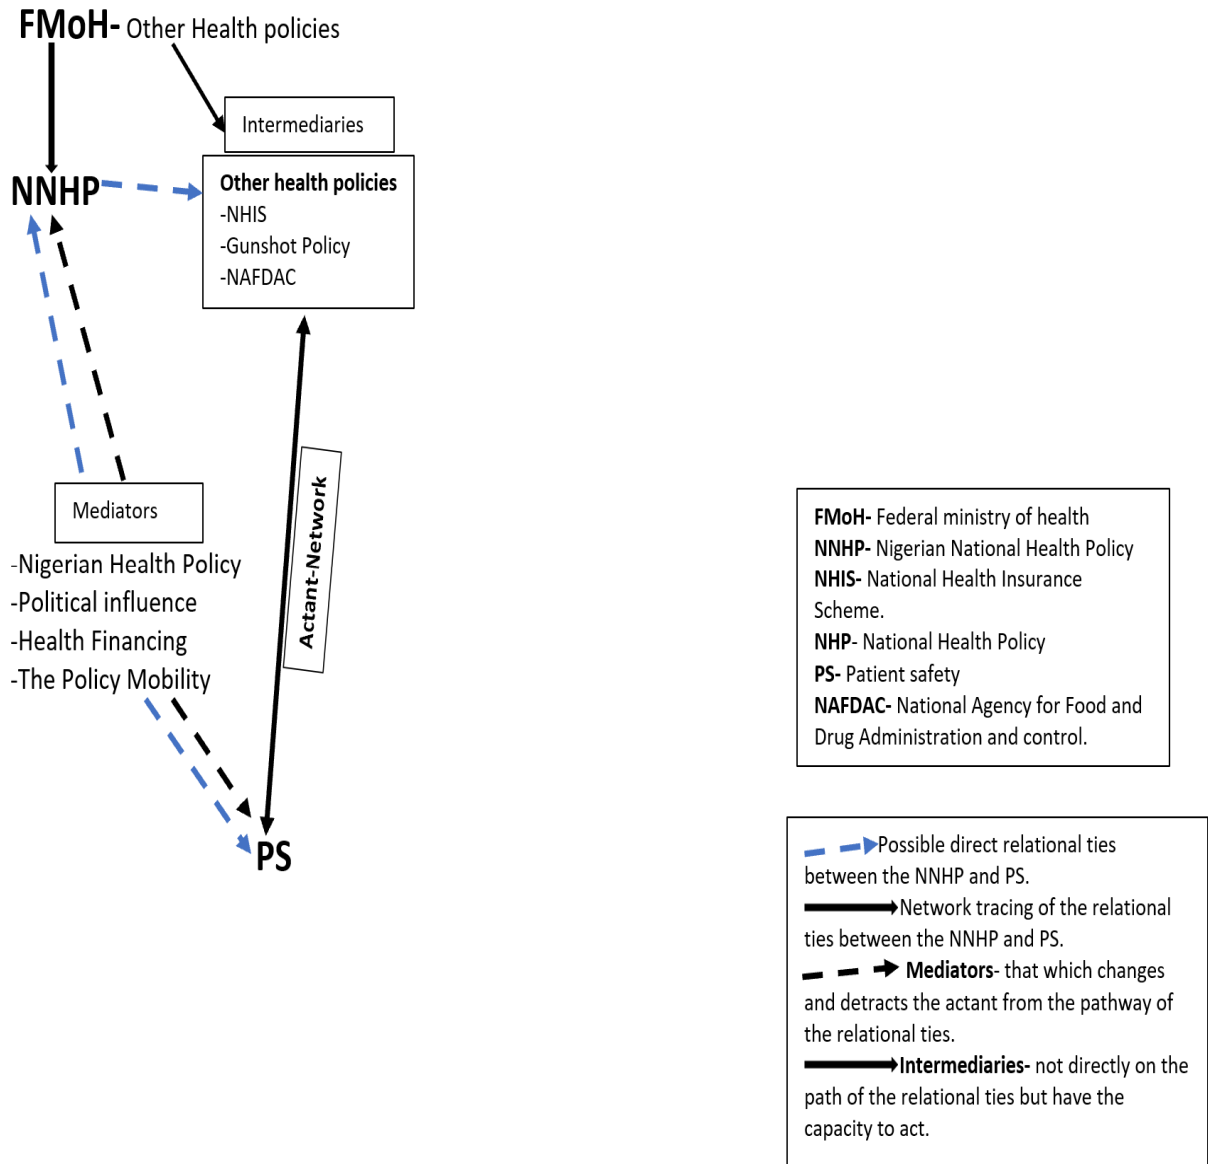 FMoH- Other Health policies
Intermediaries
NNHP
Other health policies
-NHIS
-Gunshot Policy
-NAFDAC
Actant-Network
Mediators
-Nigerian Health Policy
-Political influence
-Health Financing
-The Policy Mobility
PS
FMoH- Federal ministry of health
NNHP- Nigerian National Health Policy
NHIS- National Health Insurance
Scheme.
NHP- National Health Policy
PS- Patient safety
NAFDAC- National Agency for Food and
Drug Administration and control.
Possible direct relational ties
between the NNHP and PS.
Network tracing of the relational
ties between the NNHP and PS.
Mediators- that which changes
and detracts the actant from the pathway of
the relational ties.
Intermediaries- not directly on the
path of the relational ties but have the
capacity to act.